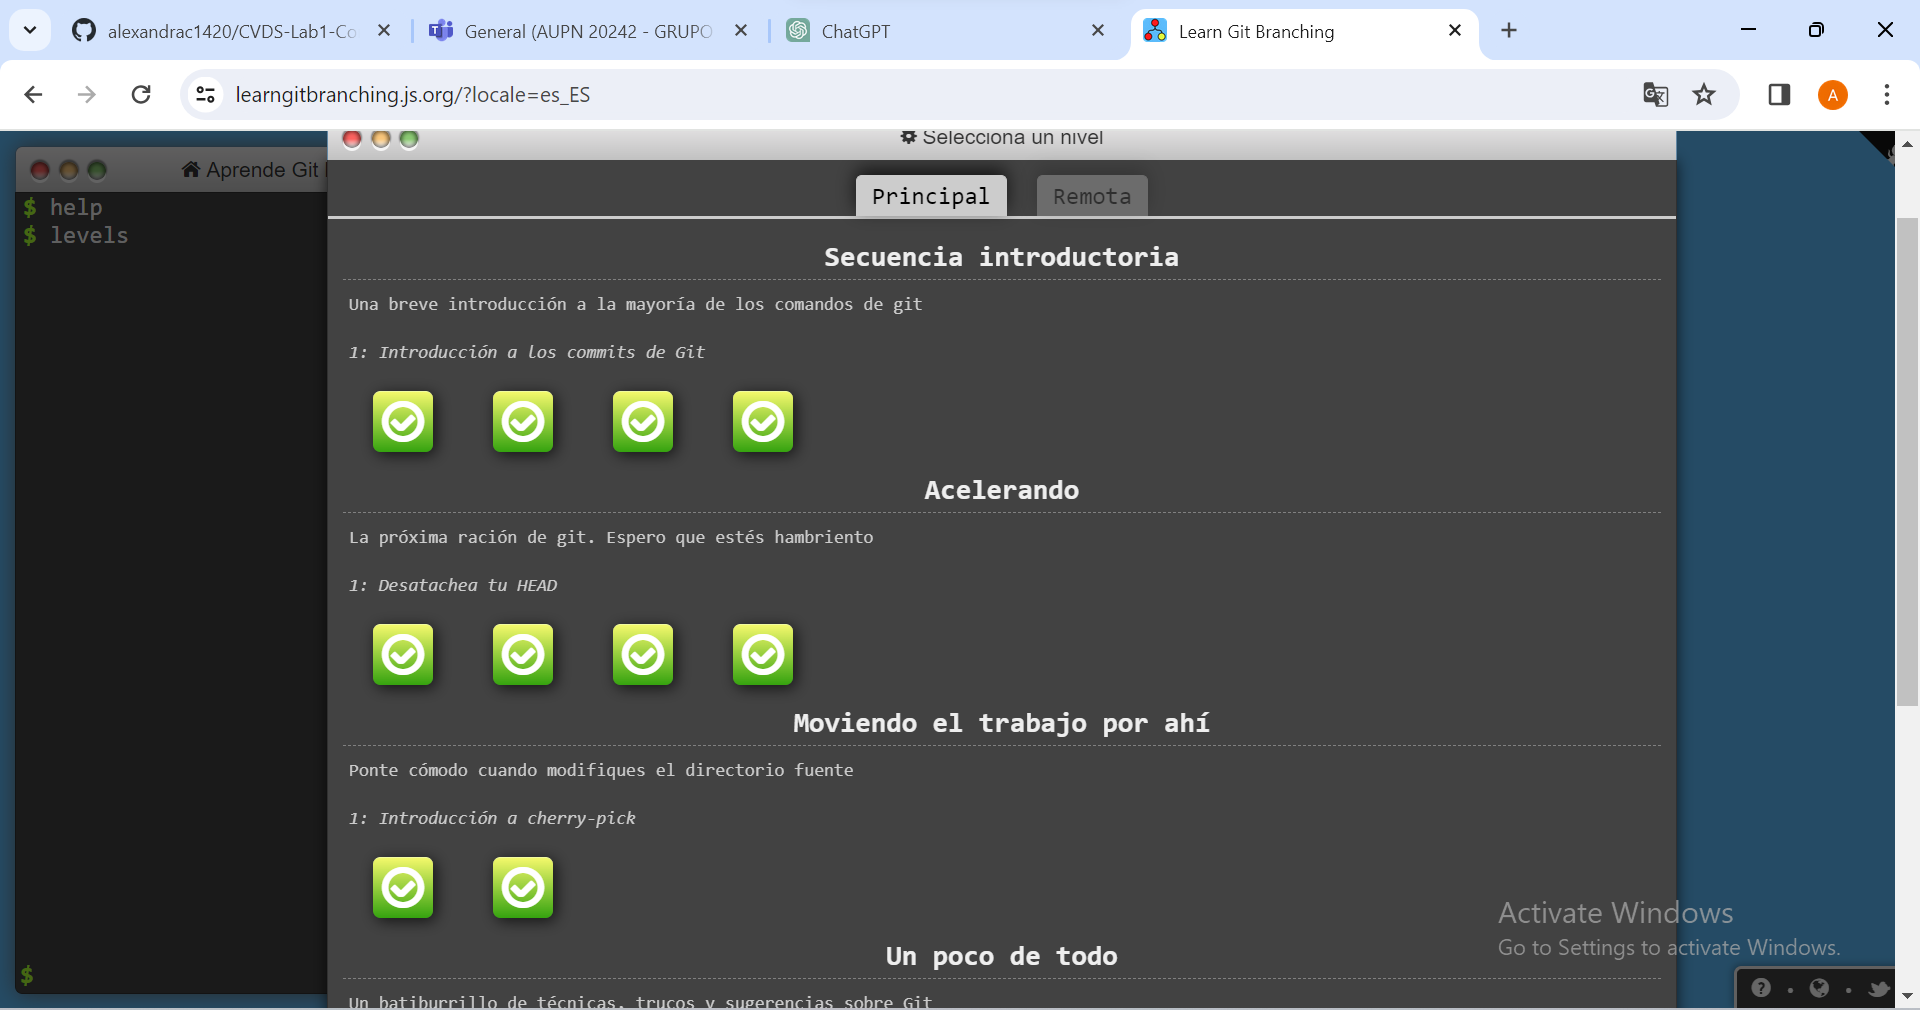 alexandrac1420/CVDS-Lab1-Co
General (AUPN 20242 - GRUPO
ChatGPT
Learn Git Branching
learngitbranching.js.org/?locale=es_ES
A
Selecciona un nivel
Aprende Git
Principal
Remota
$ help
$ levels
Secuencia introductoria
Una breve introducción a la mayoría de los comandos de git
1: Introducción a los commits de Git
Acelerando
La próxima ración de git. Espero que estés hambriento
1: Desatachea tu HEAD
Moviendo el trabajo por ahí
Ponte cómodo cuando modifiques el directorio fuente
1: Introducción a cherry-pick
Un poco de todo
Un batiburrillo de técnicas, trucos y sugerencias sobre Git
$
Activate Windows
Go to Settings to activate Windows.